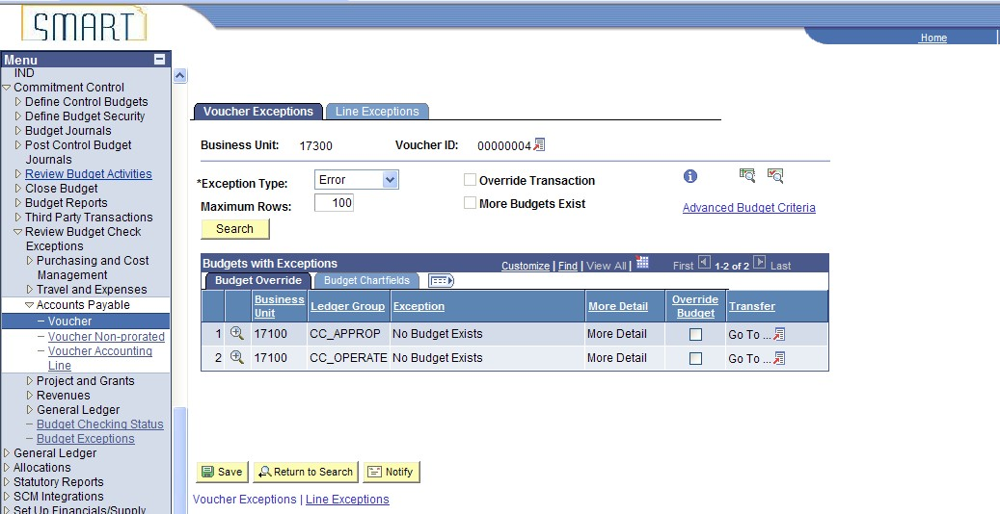 SMART
Home
Menu
IND
Commitment Control
Define Control Budgets
Define Budget Security
Budget Journals
Post Control Budget
Journals
Review Budget Activities
Close Budget
Budget Reports
Third Party Transactions
Review Budget Check
Exceptions
Purchasing and Cost
Management
Travel and Expenses
Accounts Payable
– Voucher
– Voucher Non-prorated
– Voucher Accounting
Line
Project and Grants
Revenues
General Ledger
– Budget Checking Status
– Budget Exceptions
General Ledger
Allocations
Statutory Reports
SCM Integrations
Set Up Financials/Supply
Voucher Exceptions Line Exceptions
Business Unit: 17300 Voucher ID: 00000004
*Exception Type: Error Override Transaction
Maximum Rows: 100 More Budgets Exist Advanced Budget Criteria
Search
Budgets with Exceptions Customize | Find | View All | First 1-2 of 2 Last
Budget Override Budget Chartfields
Business Unit Ledger Group Exception More Detail Override Budget Transfer
1 17100 CC_APPROP No Budget Exists More Detail Go To ...
2 17100 CC_OPERATE No Budget Exists More Detail Go To ...
Save Return to Search Notify
Voucher Exceptions | Line Exceptions